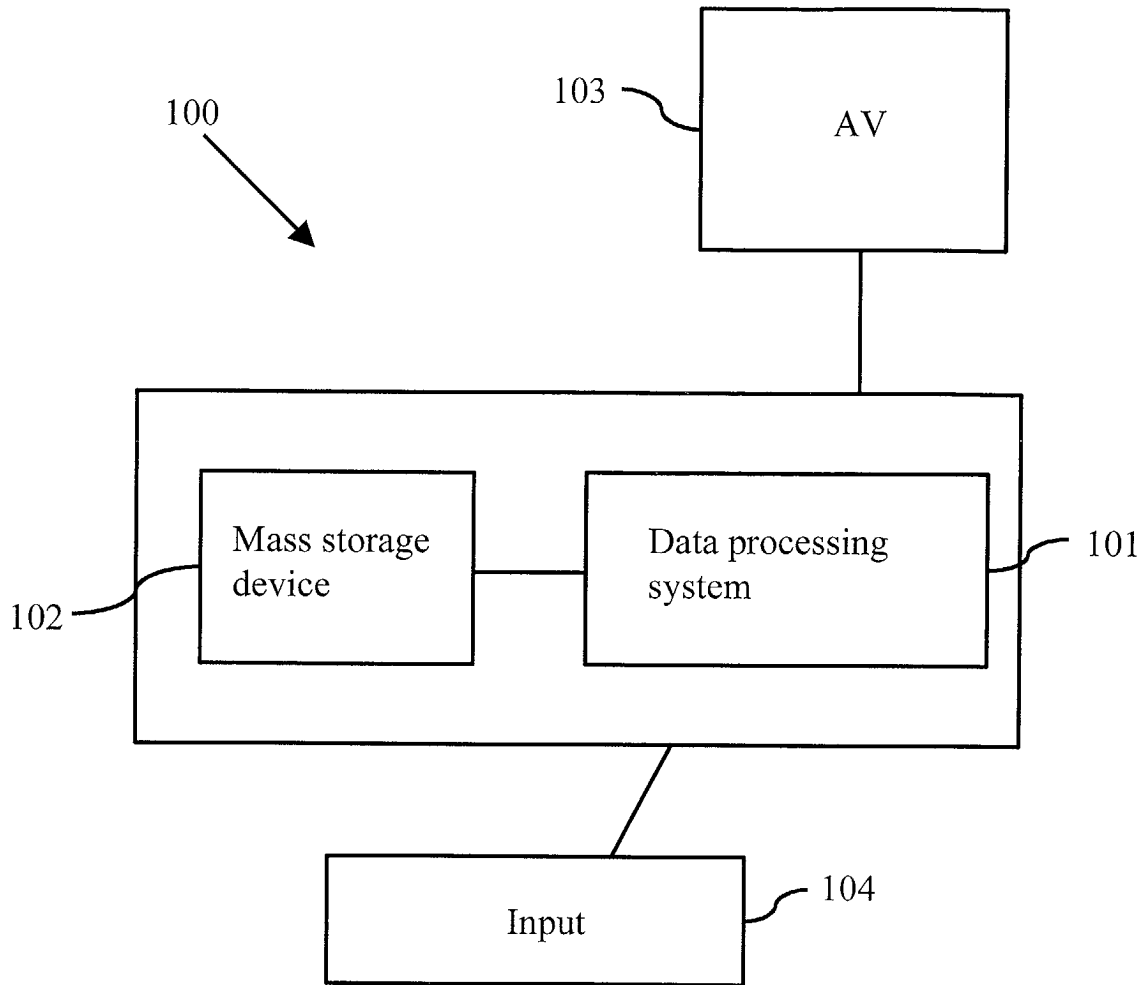 103
AV
100
Mass storage
device
Data processing
system
101
102
104
Input